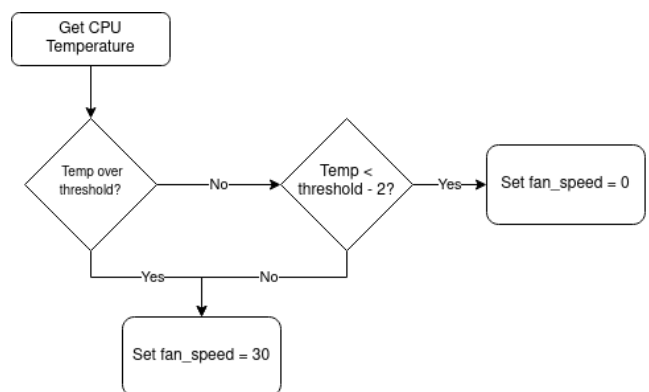 Get CPU
Temperature
Temp over
threshold?
No
Temp <
threshold - 2?
Yes
Set fan_speed = 0
Yes
No
Set fan_speed = 30